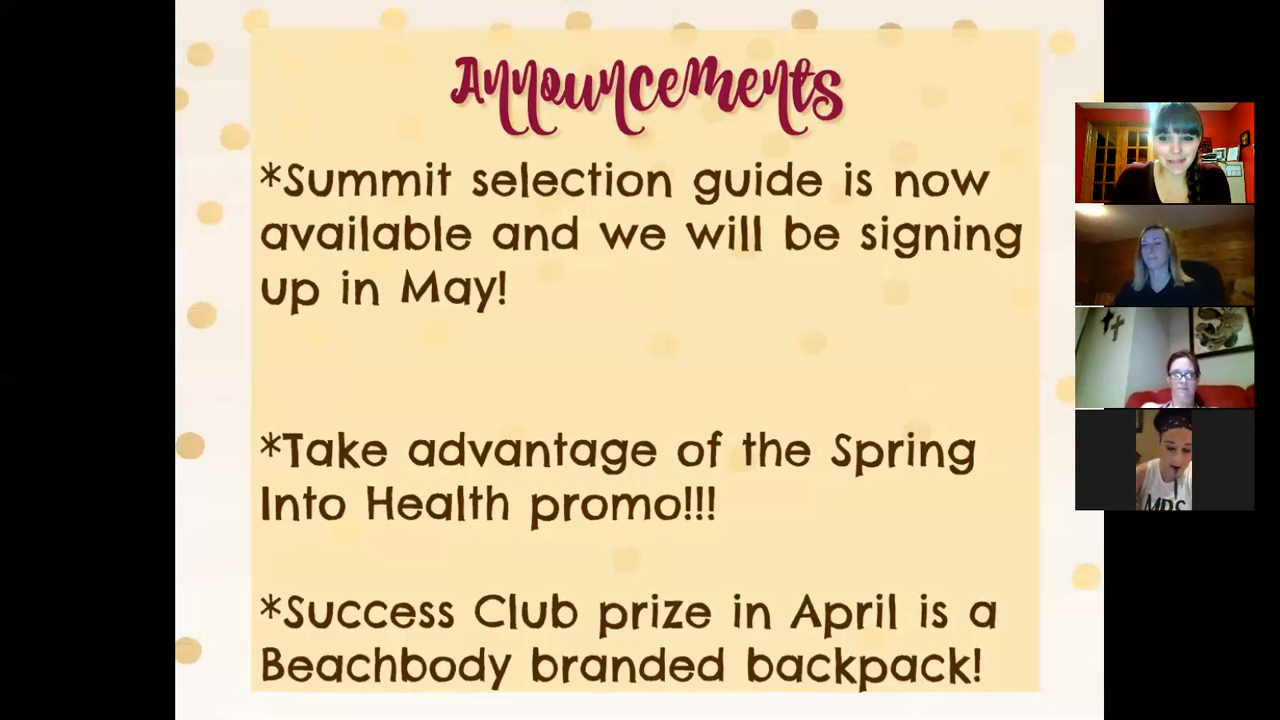 Announcements
*Summit selection guide is now
available and we will be signing
up in May!
*Take advantage of the Spring
Into Health promo!!!
*Success Club prize in April is a
Beachbody branded backpack!